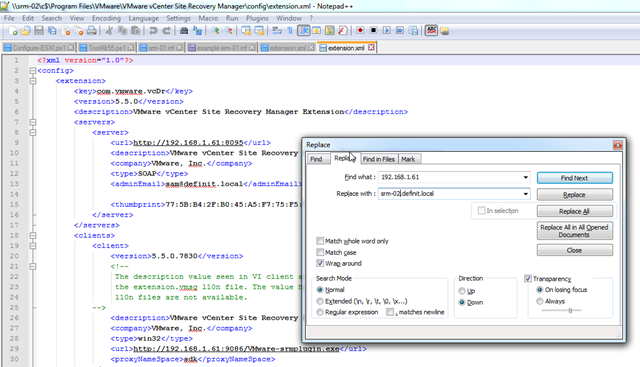 \\srm-02\c$\Program Files\VMware\VMware vCenter Site Recovery Manager\config\extension.xml - Notepad++
File Edit Search View Encoding Language Settings Macro Run Plugins Window ?
Configure-ESXi.ps1 ToolKit55.ps1 srm-01.inf example-srm-01.inf extension.xml extension.xml
1 <?xml version="1.0"?>
2 <config>
3 <extension>
4 <key>com.vmware.vcDr</key>
5 <version>5.5.0</version>
6 <description>VMware vCenter Site Recovery Manager Extension</description>
7 <servers>
8 <server>
9 <url>http://192.168.1.61:8095</url>
10 <description>VMware vCenter Site Recovery
11 <company>VMware, Inc.</company>
12 <type>SOAP</type>
13 <adminEmail>sam@definit.local</adminEmail>
14
15 <thumbprint>77:5B:B4:2F:B0:45:A5:F7:75:F5:
16 </server>
17 </servers>
18 <clients>
19 <client>
20 <version>5.5.0.7830</version>
21 <!--
22 The description value seen in VI client
23 the extension.vmsg l10n file. The value
24 l10n files are not available.
25 -->
26 <description>VMware vCenter Site Recovery
27 <company>VMware, Inc.</company>
28 <type>win32</type>
29 <url>http://192.168.1.61:9086/VMware-srmplugin.exe</url>
30 <proxyNameSpace>sdk</proxyNameSpace>
Replace
Find Replace Find in Files Mark
Find what : 192.168.1.61 Find Next
Replace with : srm-02.definit.local Replace
In selection Replace All
Replace All in All Opened Documents
Close
Match whole word only
Match case
Wrap around
Search Mode
Normal
Extended (\n, \r, \t, \0, \x...)
Regular expression . matches newline
Direction
Up
Down
Transparency
On losing focus
Always